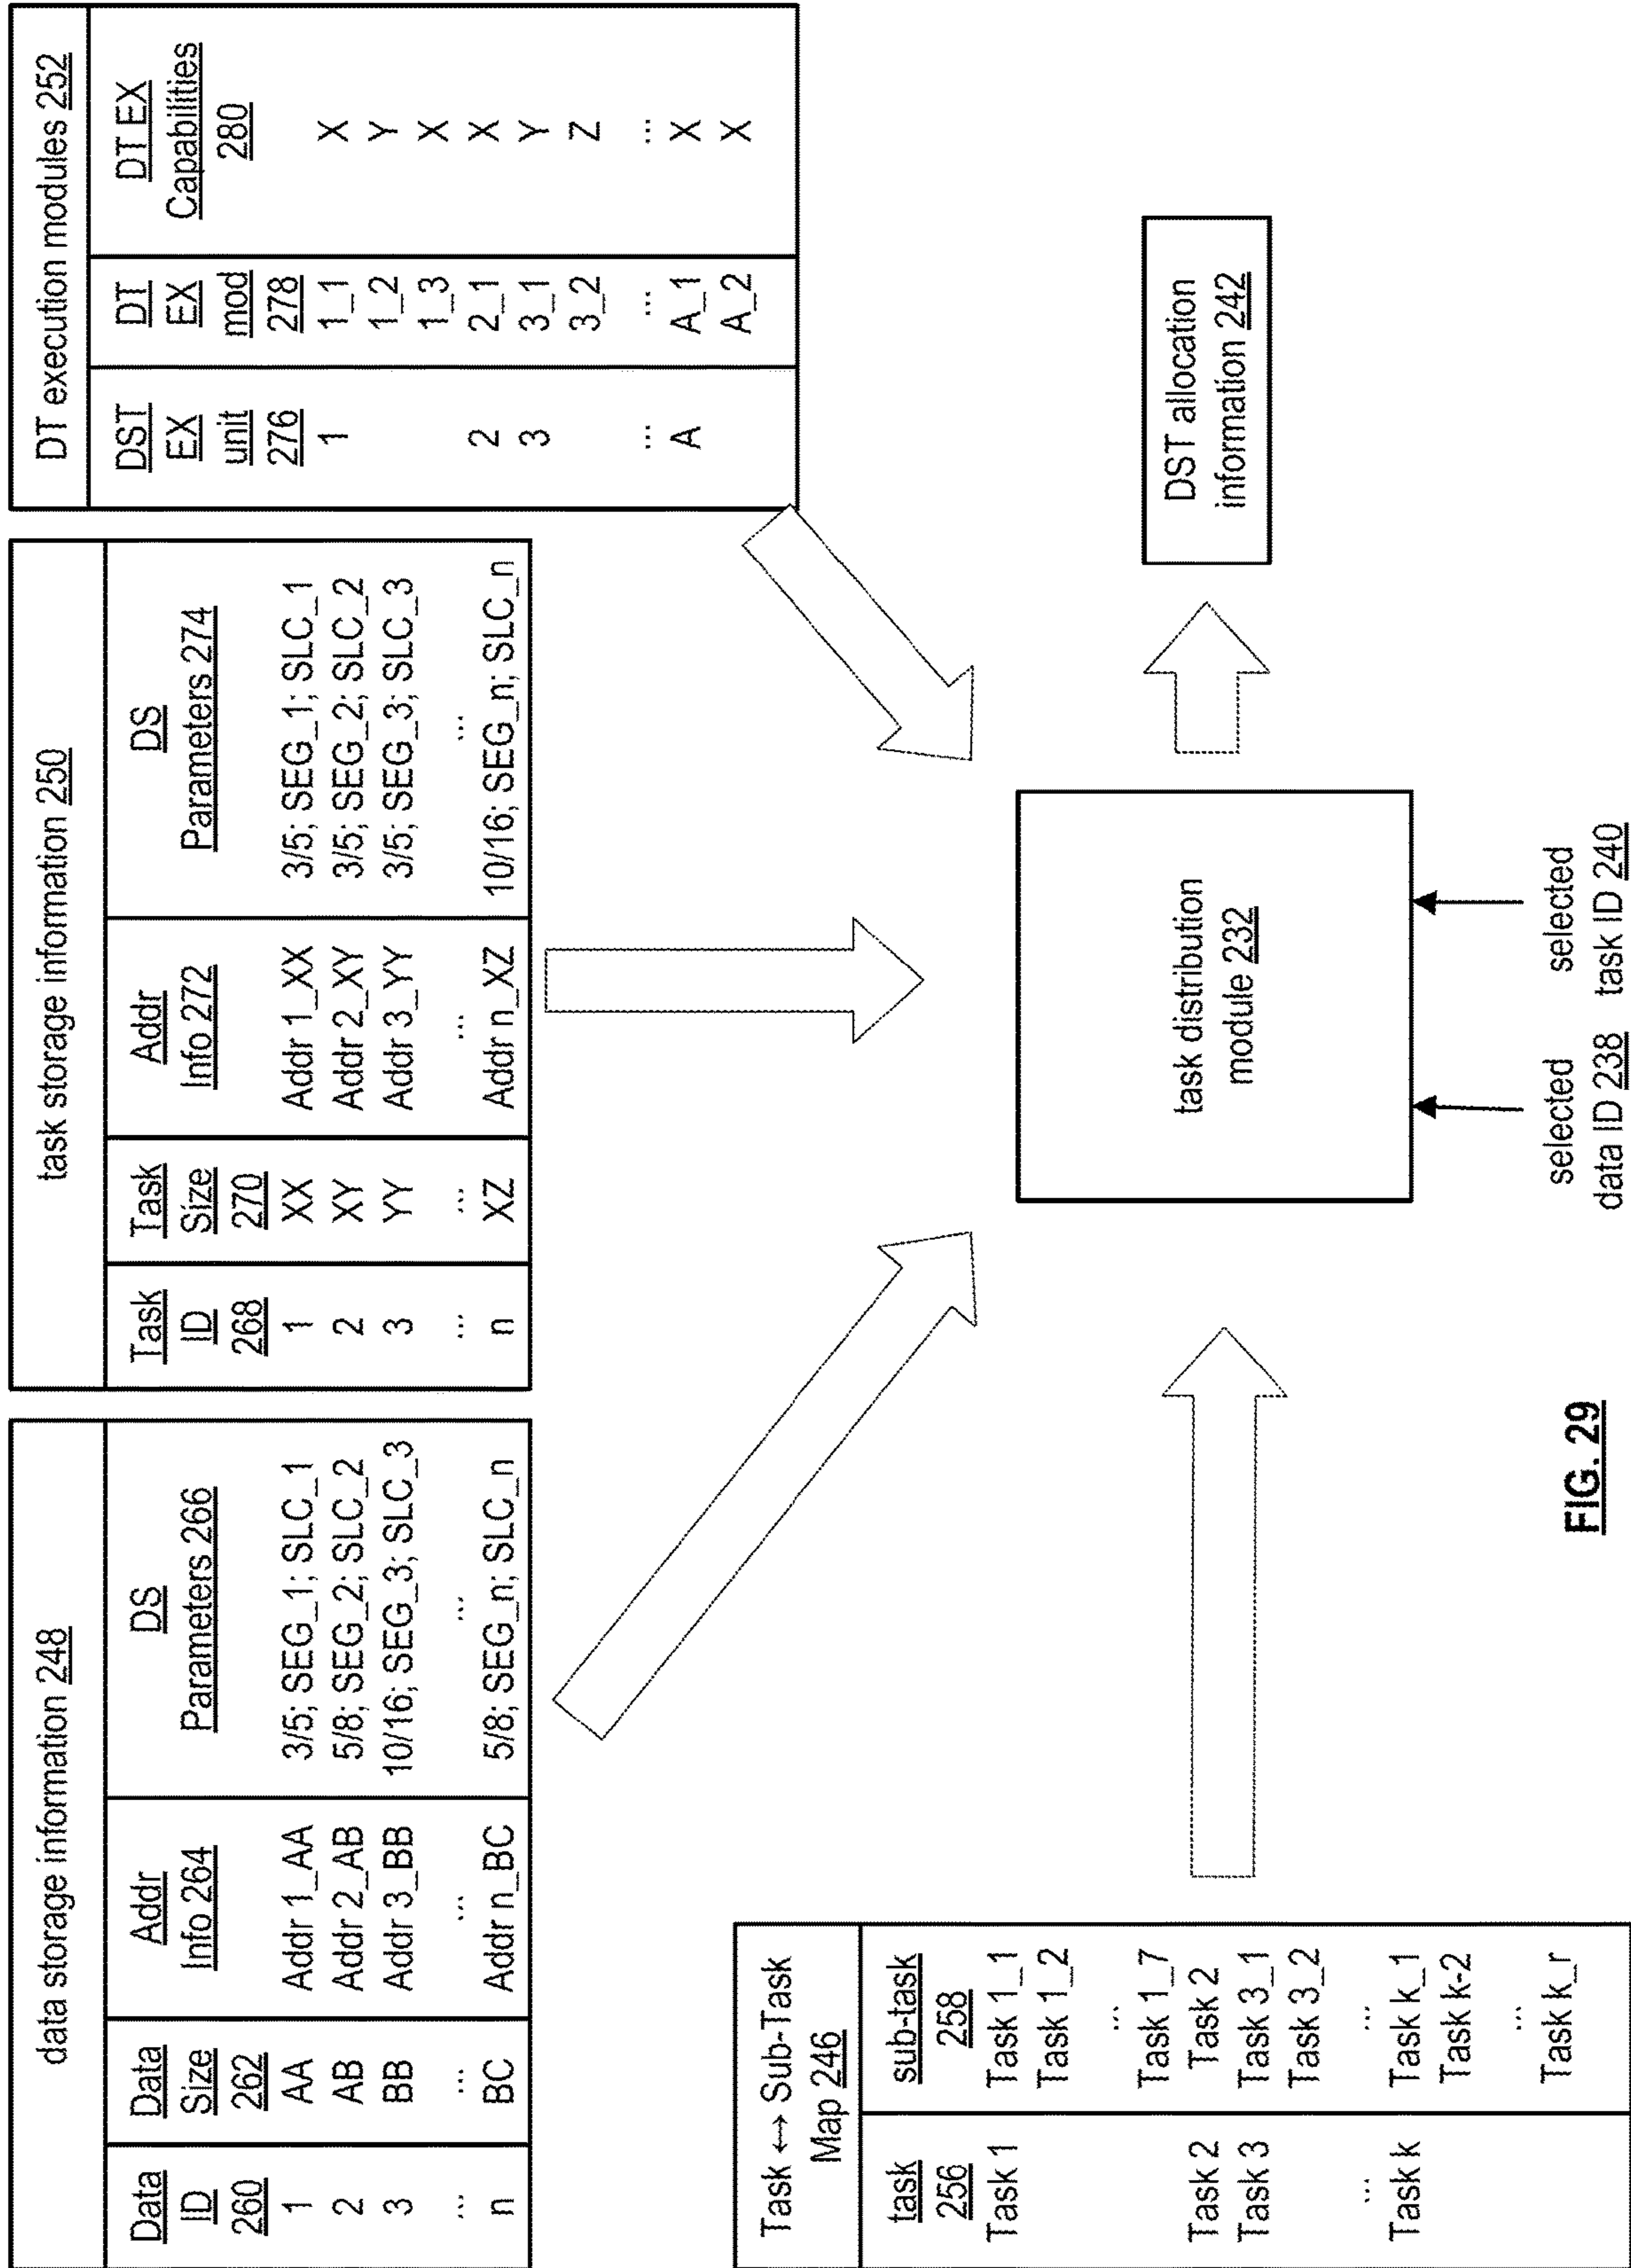 data storage information 248
Data ID 260 | Data Size 262 | Addr Info 264 | DS Parameters 266
1 AA Addr 1_AA 3/5; SEG_1; SLC_1
2 AB Addr 2_AB 5/8; SEG_2; SLC_2
3 BB Addr 3_BB 10/16; SEG_3; SLC_3
... ... ... ...
n BC Addr n_BC 5/8; SEG_n; SLC_n
task storage information 250
Task ID 268 | Task Size 270 | Addr Info 272 | DS Parameters 274
1 XX Addr 1_XX 3/5; SEG_1; SLC_1
2 XY Addr 2_XY 3/5; SEG_2; SLC_2
3 YY Addr 3_YY 3/5; SEG_3; SLC_3
... ... ... ...
n XZ Addr n_XZ 10/16; SEG_n; SLC_n
DT execution modules 252
DST EX unit 276 | DT EX mod 278 | DT EX Capabilities 280
1 1_1 X
1_2 Y
1_3 X
2 2_1 X
3 3_1 Y
3_2 Z
... ... ...
A A_1 X
A_2 X
Task ↔ Sub-Task
Map 246
task 256 | sub-task 258
Task 1 Task 1_1
Task 1_2
...
Task 1_7
Task 2 Task 2
Task 3 Task 3_1
Task 3_2
... ...
Task k Task k_1
Task k-2
...
Task k_r
task distribution
module 232
DST allocation
information 242
selected
data ID 238
selected
task ID 240
FIG. 29